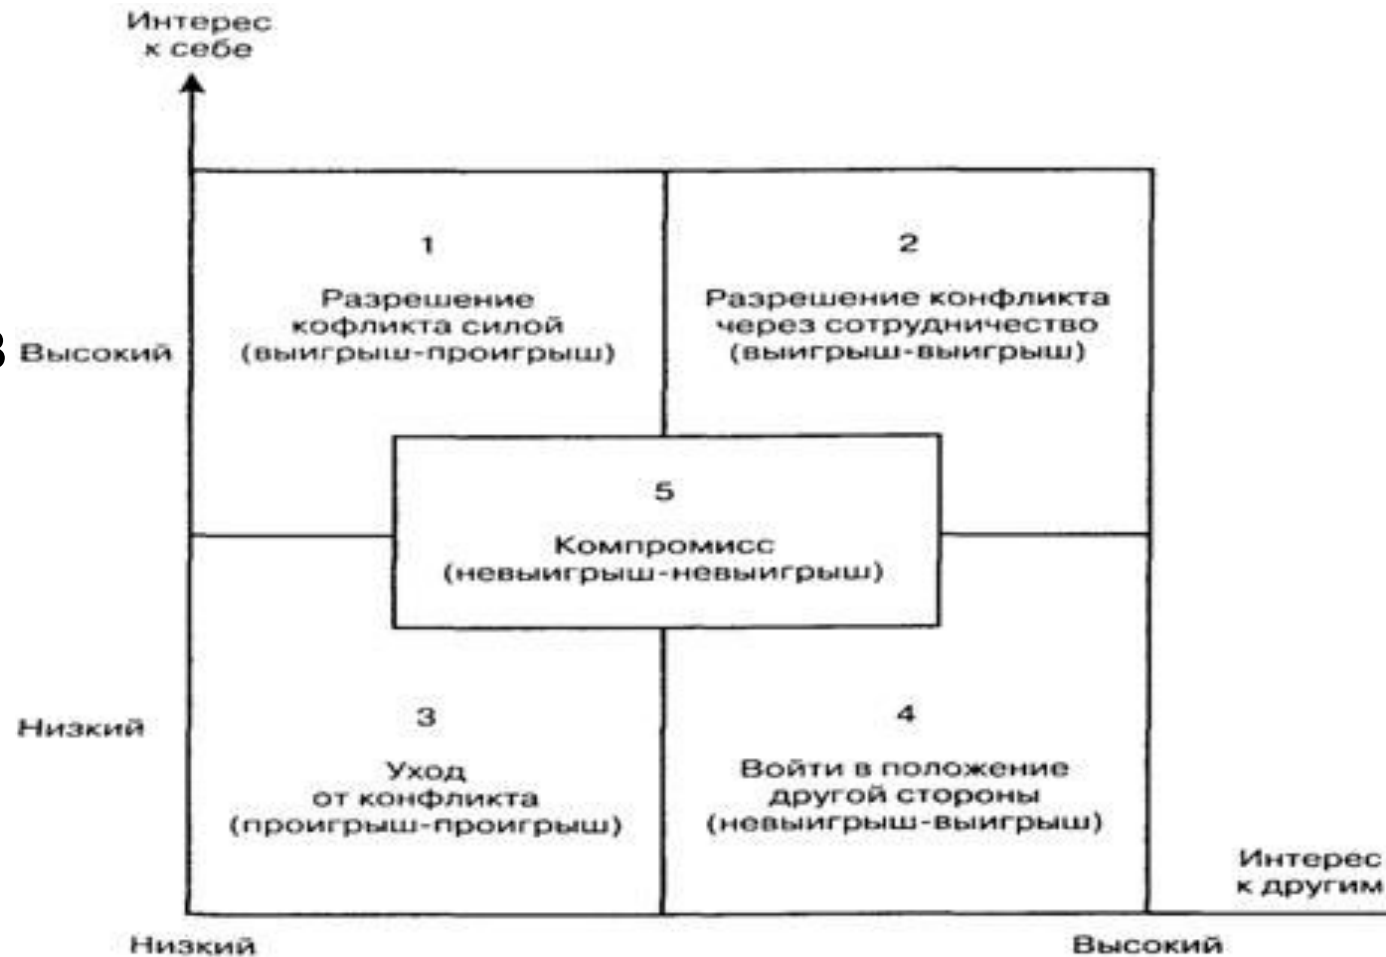 Интерес
к себе
1
Разрешение
кофликта силой
(выигрыш-проигрыш)
2
Разрешение конфликта
через сотрудничество
(выигрыш-выигрыш)
в Высокий
5
Компромисс
(невыигрыш-невыигрыш)
Низкий
3
Уход
от конфликта
(проигрыш-проигрыш)
4
Войти в положение
другой стороны
(невыигрыш-выигрыш)
Интерес
к другим
Низкий
Высокий